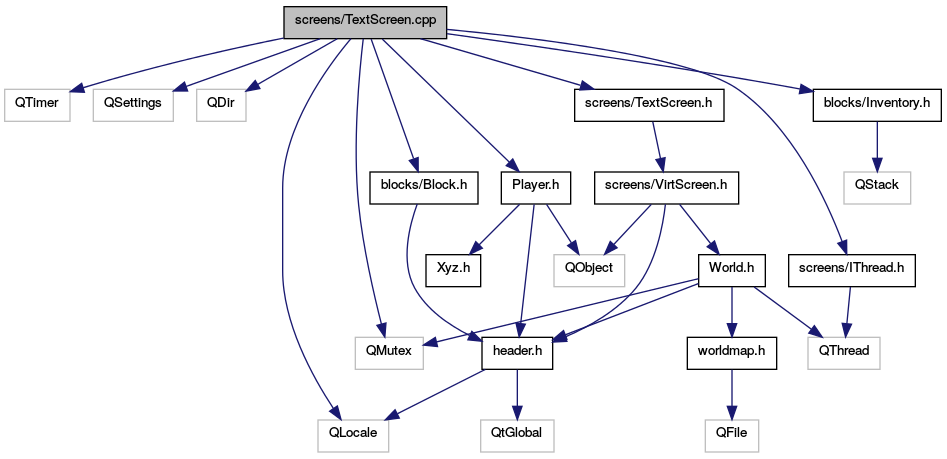 screens/TextScreen.cpp
QTimer
QSettings
QDir
screens/TextScreen.h
blocks/Inventory.h
blocks/Block.h
Player.h
screens/VirtScreen.h
QStack
Xyz.h
QObject
World.h
screens/IThread.h
QMutex
header.h
worldmap.h
QThread
QLocale
QtGlobal
QFile